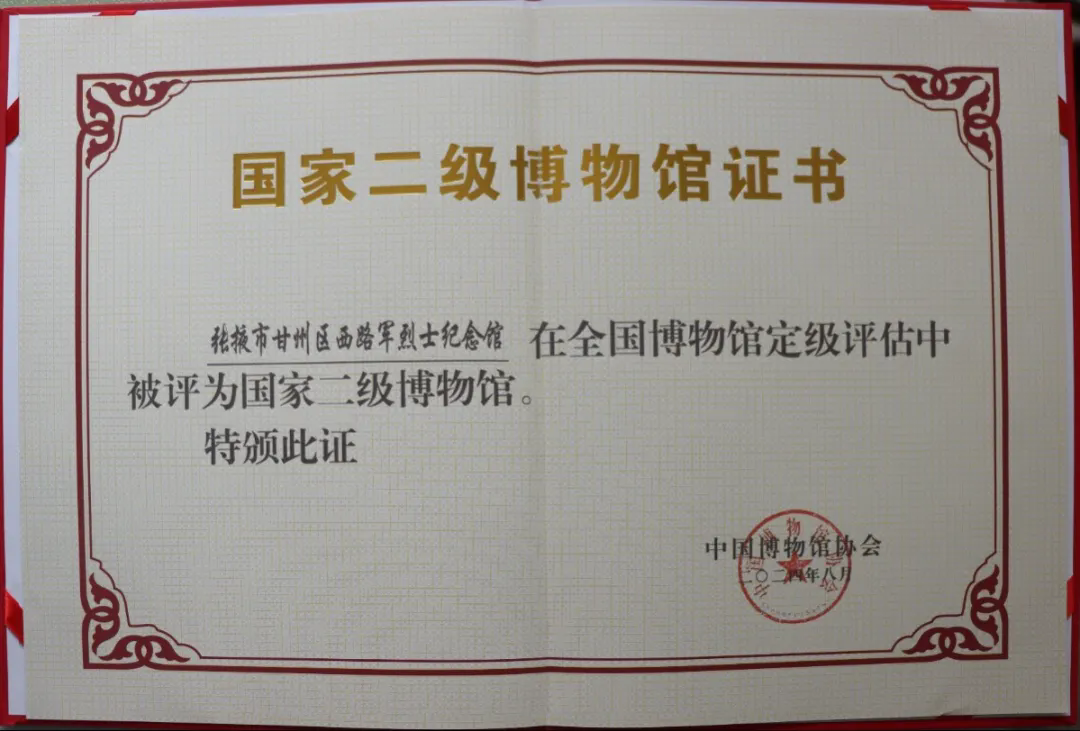 国家二级博物馆证书
张掖市甘州区西路军烈士纪念馆 在全国博物馆定级评估中
被评为国家二级博物馆。
特颁此证
中国博物馆协会
二〇二四年八月